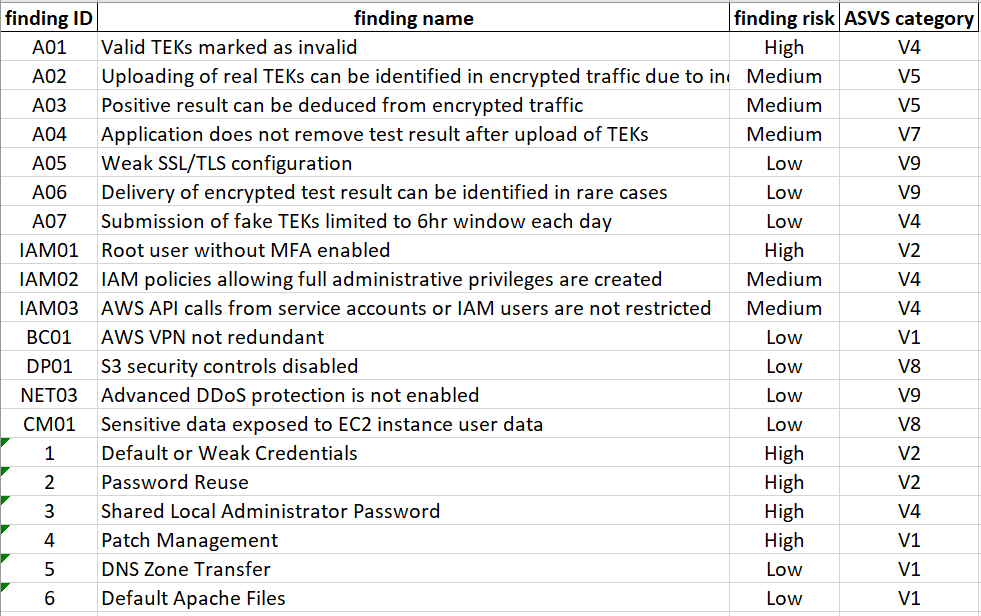 finding ID finding name finding risk ASVS category
A01 Valid TEKs marked as invalid High V4
A02 Uploading of real TEKs can be identified in encrypted traffic due to Medium V5
A03 Positive result can be deduced from encrypted traffic Medium V5
A04 Application does not remove test result after upload of TEKs Medium V7
A05 Weak SSL/TLS configuration Low V9
A06 Delivery of encrypted test result can be identified in rare cases Low V9
A07 Submission of fake TEKs limited to 6hr window each day Low V4
IAM01 Root user without MFA enabled High V2
IAM02 IAM policies allowing full administrative privileges are created Medium V4
IAM03 AWS API calls from service accounts or IAM users are not restricted Medium V4
BC01 AWS VPN not redundant Low V1
DP01 S3 security controls disabled Low V8
NET03 Advanced DDoS protection is not enabled Low V9
CM01 Sensitive data exposed to EC2 instance user data Low V8
1 Default or Weak Credentials High V2
2 Password Reuse High V2
3 Shared Local Administrator Password High V4
4 Patch Management High V1
5 DNS Zone Transfer Low V1
6 Default Apache Files Low V1